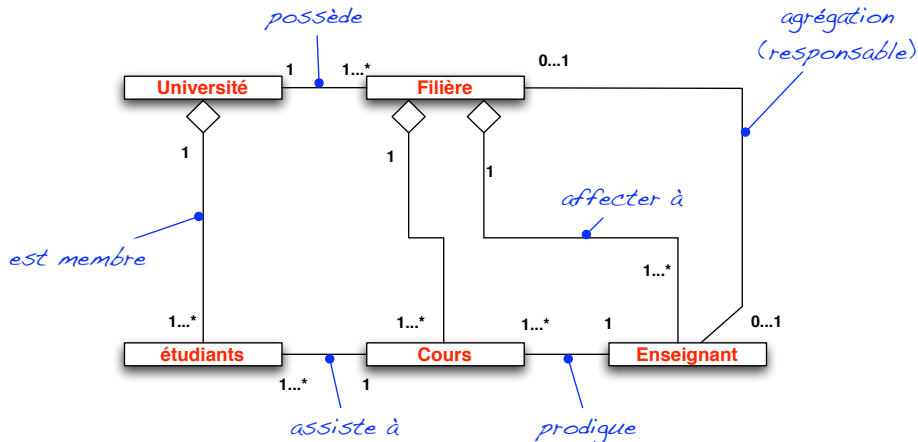 possède
agrégation
(responsable)
1
1...*
0...1
Université
Filière
1
1
1
affecter à
est membre
1...*
1...*
1...*
1...*
1
0...1
étudiants
Cours
Enseignant
1...*
1
assiste à
prodigue